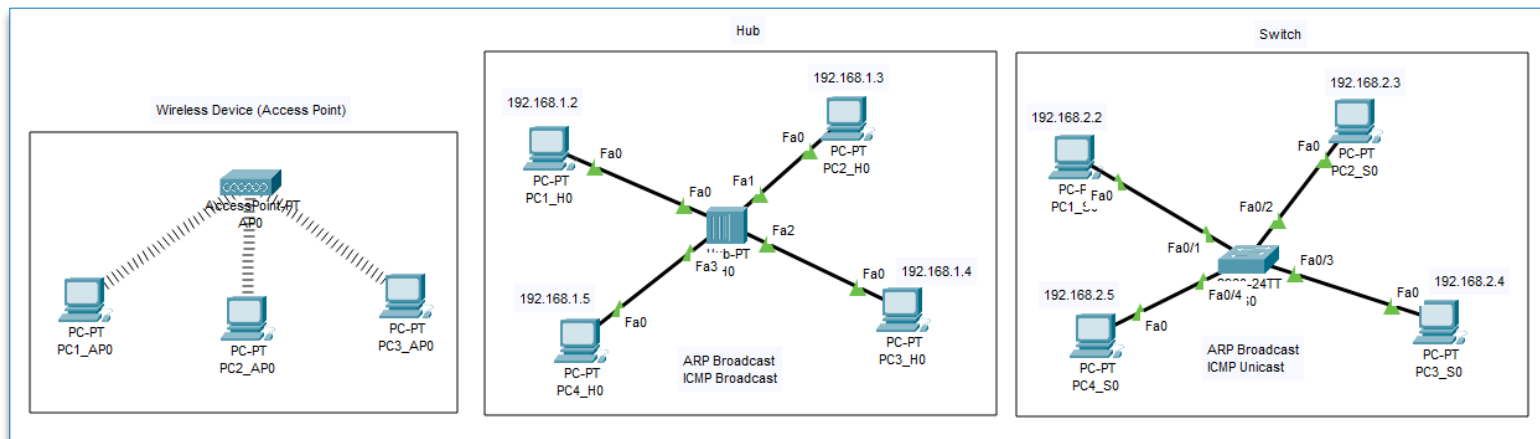 Wireless Device (Access Point)
AccessPoint-PT
AP0
PC-PT
PC1_AP0
PC-PT
PC2_AP0
PC-PT
PC3_AP0
Hub
192.168.1.2
Fa0
PC-PT
PC1_H0
192.168.1.3
Fa0
PC-PT
PC2_H0
Fa0
Fa1
Fa2
Fa3
192.168.1.5
Fa0
PC-PT
PC4_H0
192.168.1.4
Fa0
PC-PT
PC3_H0
ARP Broadcast
ICMP Broadcast
Switch
192.168.2.2
Fa0
192.168.2.3
Fa0
PC-PT
PC2_S0
Fa0/1
Fa0/2
Fa0/3
Fa0/4
192.168.2.5
Fa0
PC-PT
PC4_S0
192.168.2.4
Fa0
PC-PT
PC3_S0
ARP Broadcast
ICMP Unicast